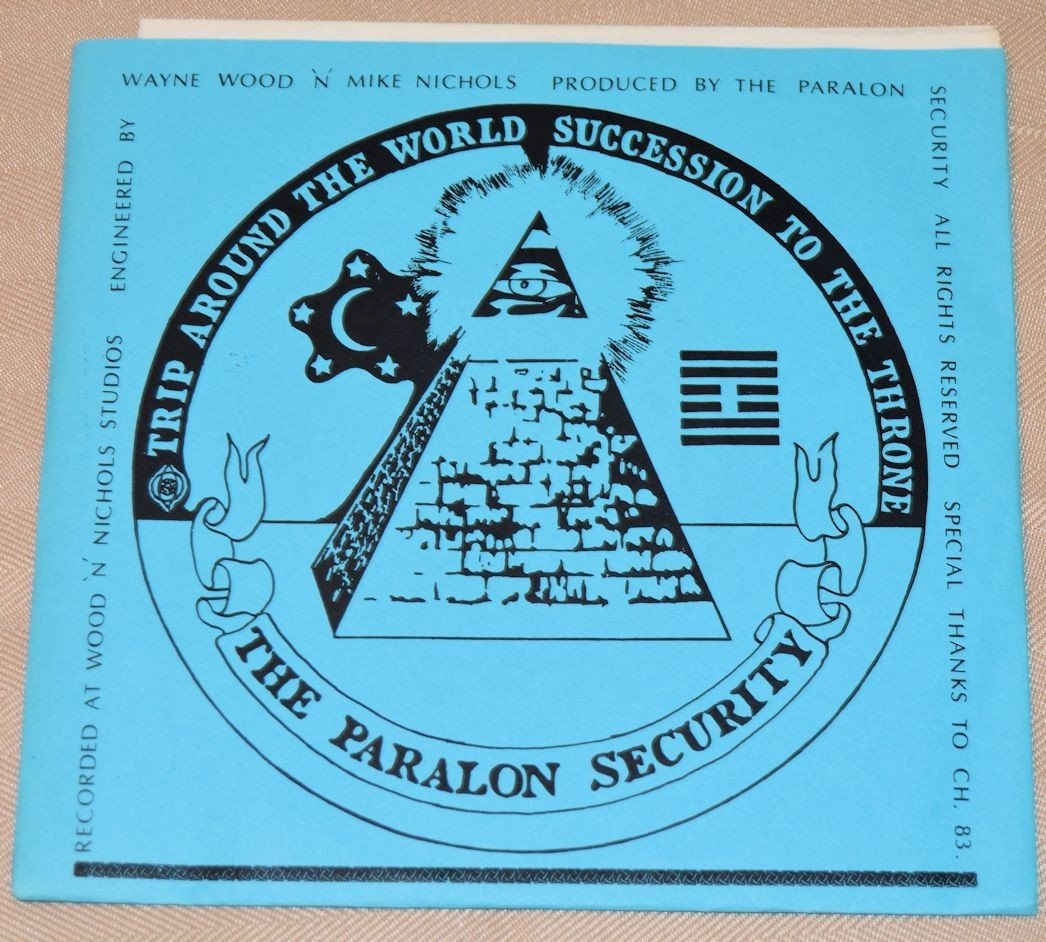 RECORDED AT WOOD 'N' NICHOLS STUDIOS ENGINEERED BY
WAYNE WOOD 'N' MIKE NICHOLS PRODUCED BY THE PARALON
SECURITY ALL RIGHTS RESERVED SPECIAL THANKS TO CH. 83.
TRIP AROUND THE WORLD SUCCESSION TO THE THRONE
THE PARALON SECURITY